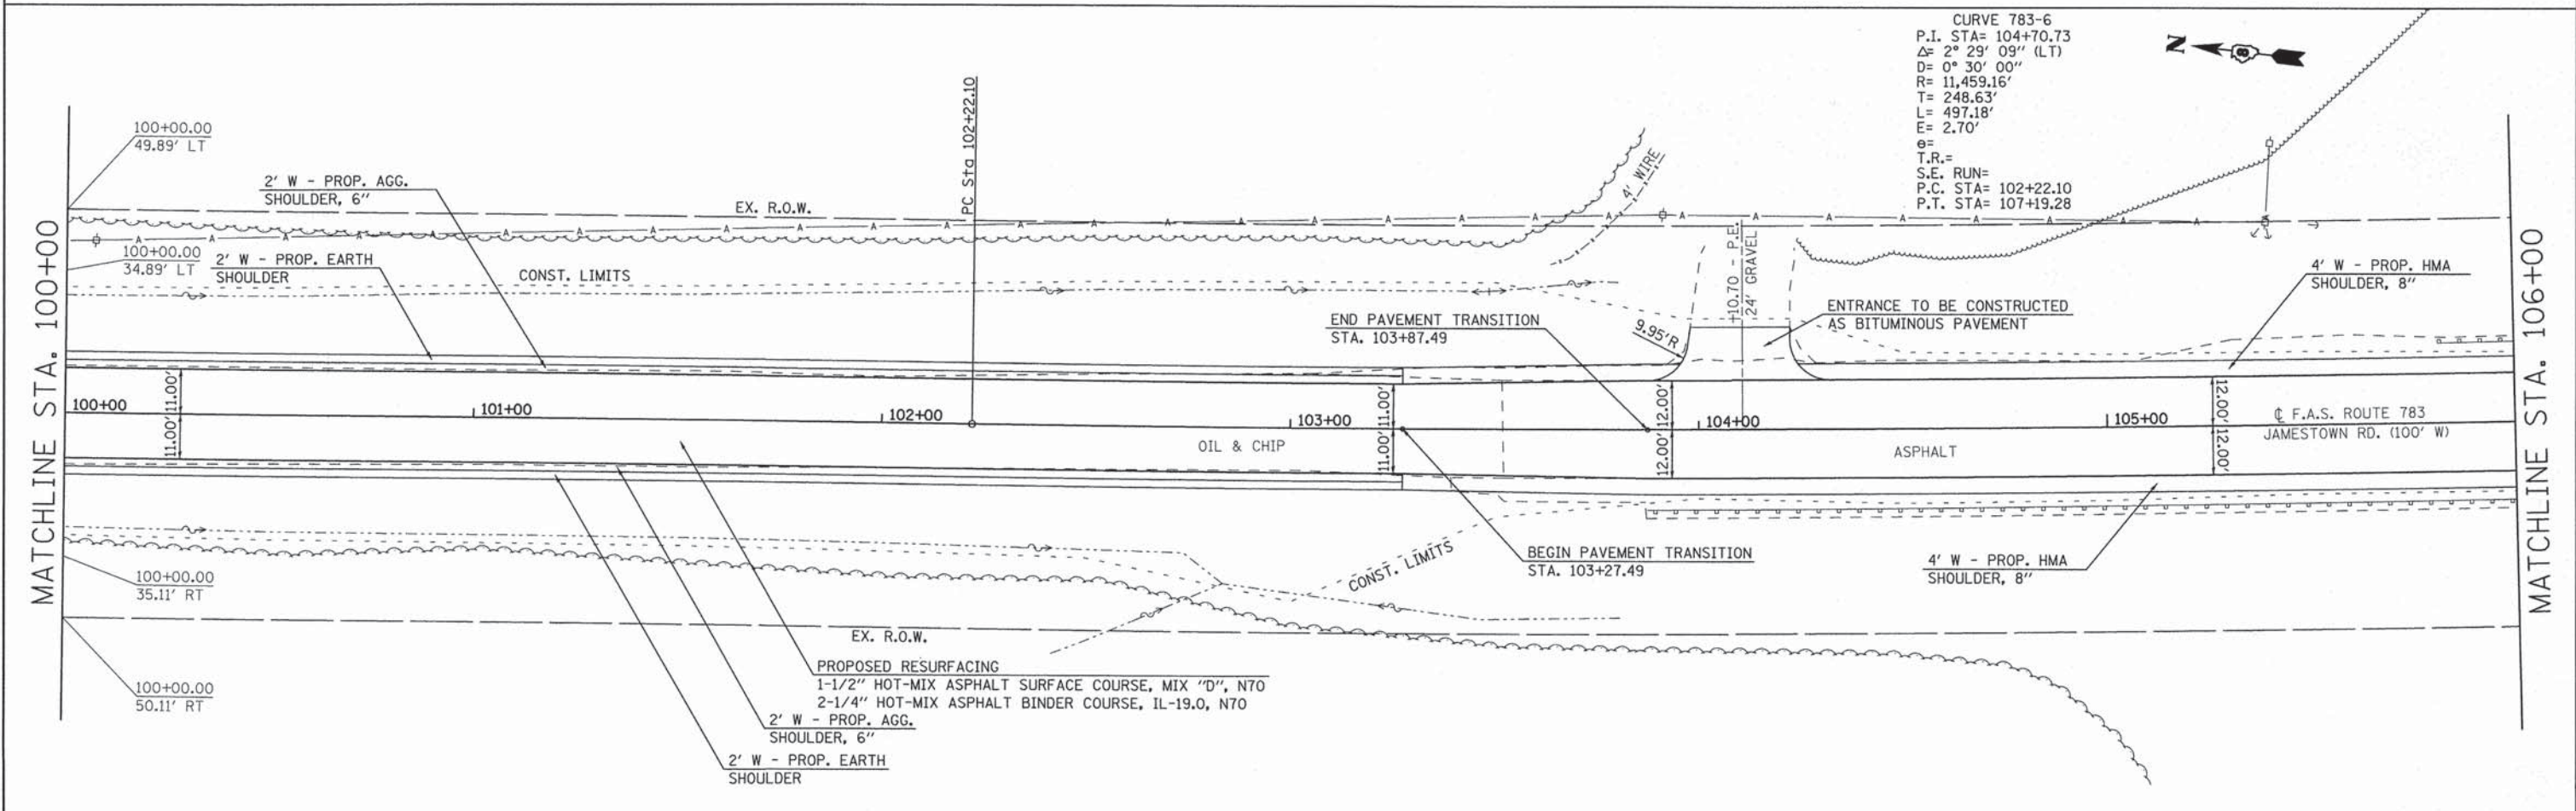 CURVE 783-6
P.I. STA= 104+70.73
Δ= 2° 29' 09" (LT)
D= 0° 30' 00"
R= 11,459.16'
T= 248.63'
L= 497.18'
E= 2.70'
e=
T.R.=
S.E. RUN=
P.C. STA= 102+22.10
P.T. STA= 107+19.28
N
8
MATCHLINE STA. 100+00
100+00.00
49.89' LT
2' W - PROP. AGG.
SHOULDER, 6"
EX. R.O.W.
PC Sta 102+22.10
4' WIRE
A A A A A A A A A A A A A A A A A A A A A A A A A A A A A
100+00.00
34.89' LT
2' W - PROP. EARTH
SHOULDER
CONST. LIMITS
+10.70 - P.E.
24' GRAVEL
4' W - PROP. HMA
SHOULDER, 8"
END PAVEMENT TRANSITION
STA. 103+87.49
9.95'R
ENTRANCE TO BE CONSTRUCTED
AS BITUMINOUS PAVEMENT
100+00
11.00'
11.00'
101+00
102+00
103+00
11.00'
11.00'
OIL & CHIP
12.00'
12.00'
104+00
ASPHALT
105+00
12.00'
12.00'
℄ F.A.S. ROUTE 783
JAMESTOWN RD. (100' W)
MATCHLINE STA. 106+00
100+00.00
35.11' RT
CONST. LIMITS
BEGIN PAVEMENT TRANSITION
STA. 103+27.49
4' W - PROP. HMA
SHOULDER, 8"
EX. R.O.W.
100+00.00
50.11' RT
PROPOSED RESURFACING
1-1/2" HOT-MIX ASPHALT SURFACE COURSE, MIX "D", N70
2-1/4" HOT-MIX ASPHALT BINDER COURSE, IL-19.0, N70
2' W - PROP. AGG.
SHOULDER, 6"
2' W - PROP. EARTH
SHOULDER